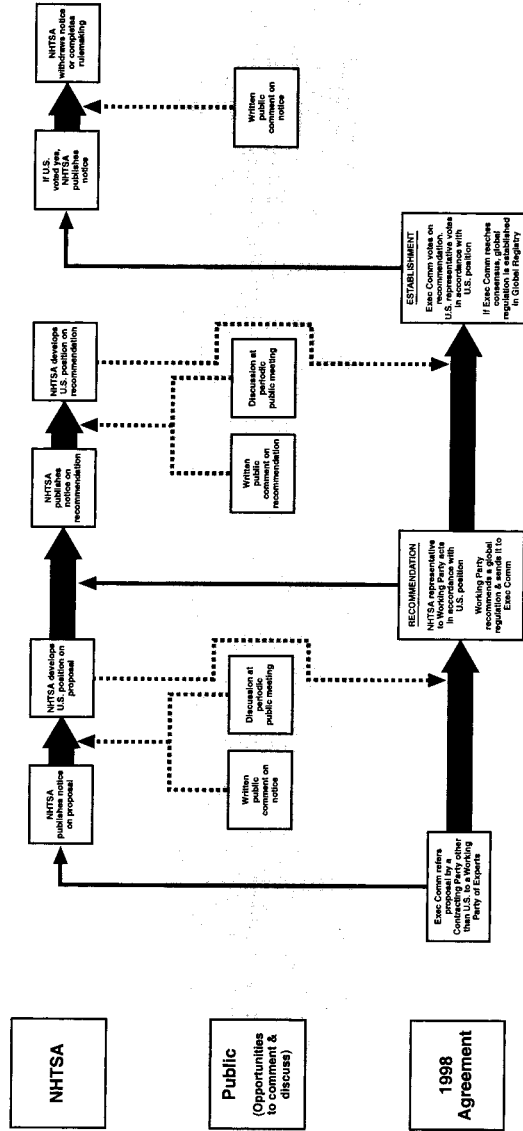 NHTSA
NHTSA
publishes notice
on proposal
NHTSA develops
U.S. position on
proposal
NHTSA
publishes
notice on
recommendation
NHTSA develops
U.S. position on
recommendation
If U.S.
voted yes,
NHTSA
publishes
notice
NHTSA
withdraws notice
or completes
rulemaking
Public
(Opportunities
to comment &
discuss)
Written
public
comment on
notice
Discussion at
periodic
public meeting
Written
public
comment on
recommendation
Discussion at
periodic
public meeting
Written
public
comment on
notice
1998
Agreement
Exec Comm refers
proposal by a
Contracting Party other
than U.S. to a Working
Party of Experts
RECOMMENDATION
NHTSA representative
to Working Party acts
in accordance with
U.S. position
Working Party
recommends a global
regulation & sends it to
Exec Comm
ESTABLISHMENT
Exec Comm votes on
recommendation.
U.S. representative votes
in accordance with
U.S. position
If Exec Comm reaches
consensus, global
regulation is established
in Global Registry